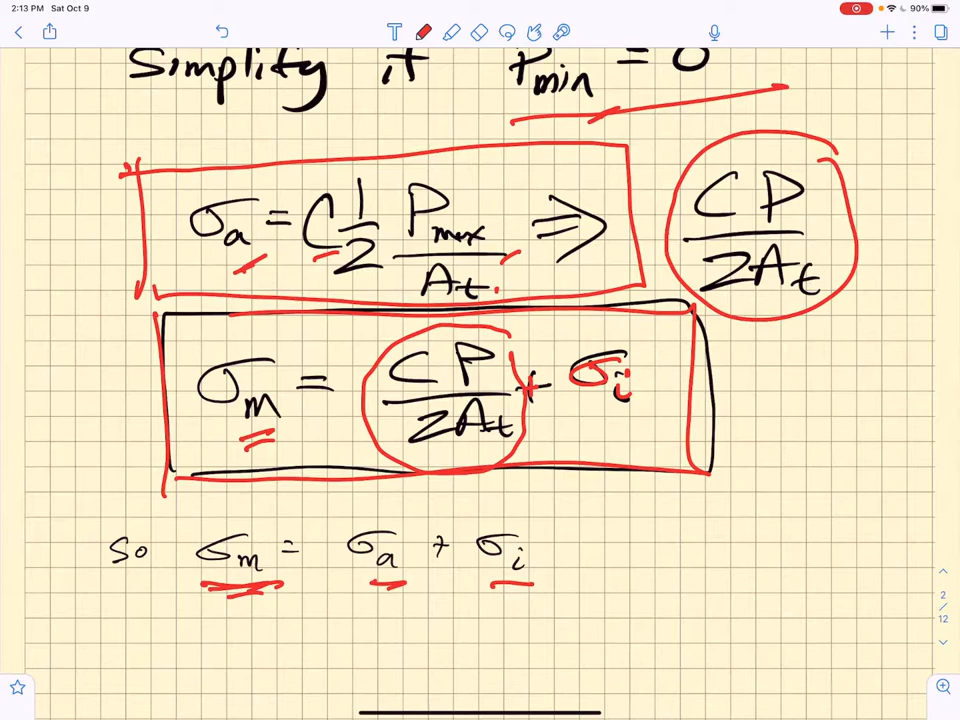 2:13 PM Sat Oct 9
90%
Simplify if Pmin = 0
σa = C 1/2 Pmax/At ⇒ CP/2At
σm = CP/2At + σi
So σm = σa + σi
2
/
12